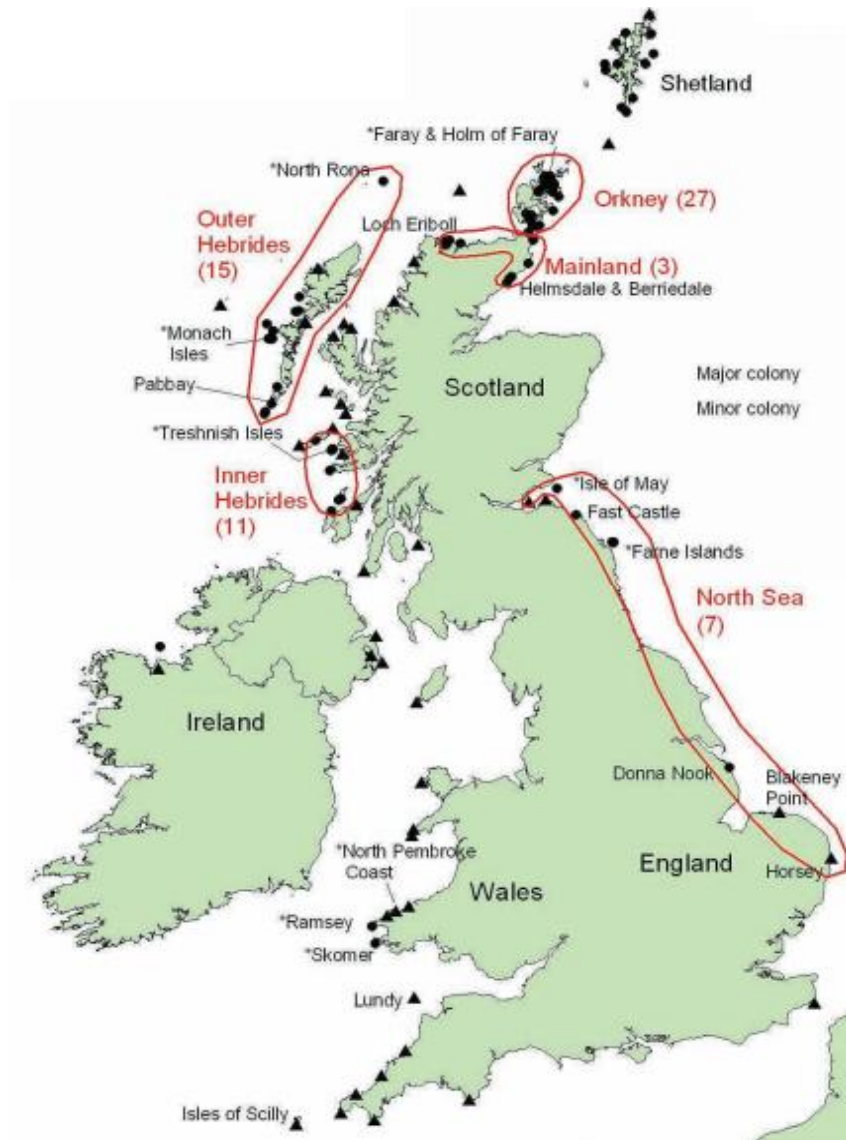 Shetland
*Faray & Holm of Faray
*North Rona
Orkney (27)
Outer
Hebrides
(15)
Loch Eriboll
Mainland (3)
Helmsdale & Berriedale
*Monach
Isles
Pabbay
Scotland
Major colony
Minor colony
*Treshnish Isles
Inner
Hebrides
(11)
*Isle of May
Fast Castle
*Farne Islands
North Sea
(7)
Ireland
Donna Nook
Blakeney
Point
*North Pembroke
Coast
England
Horsey
Wales
*Ramsey
*Skomer
Lundy
Isles of Scilly